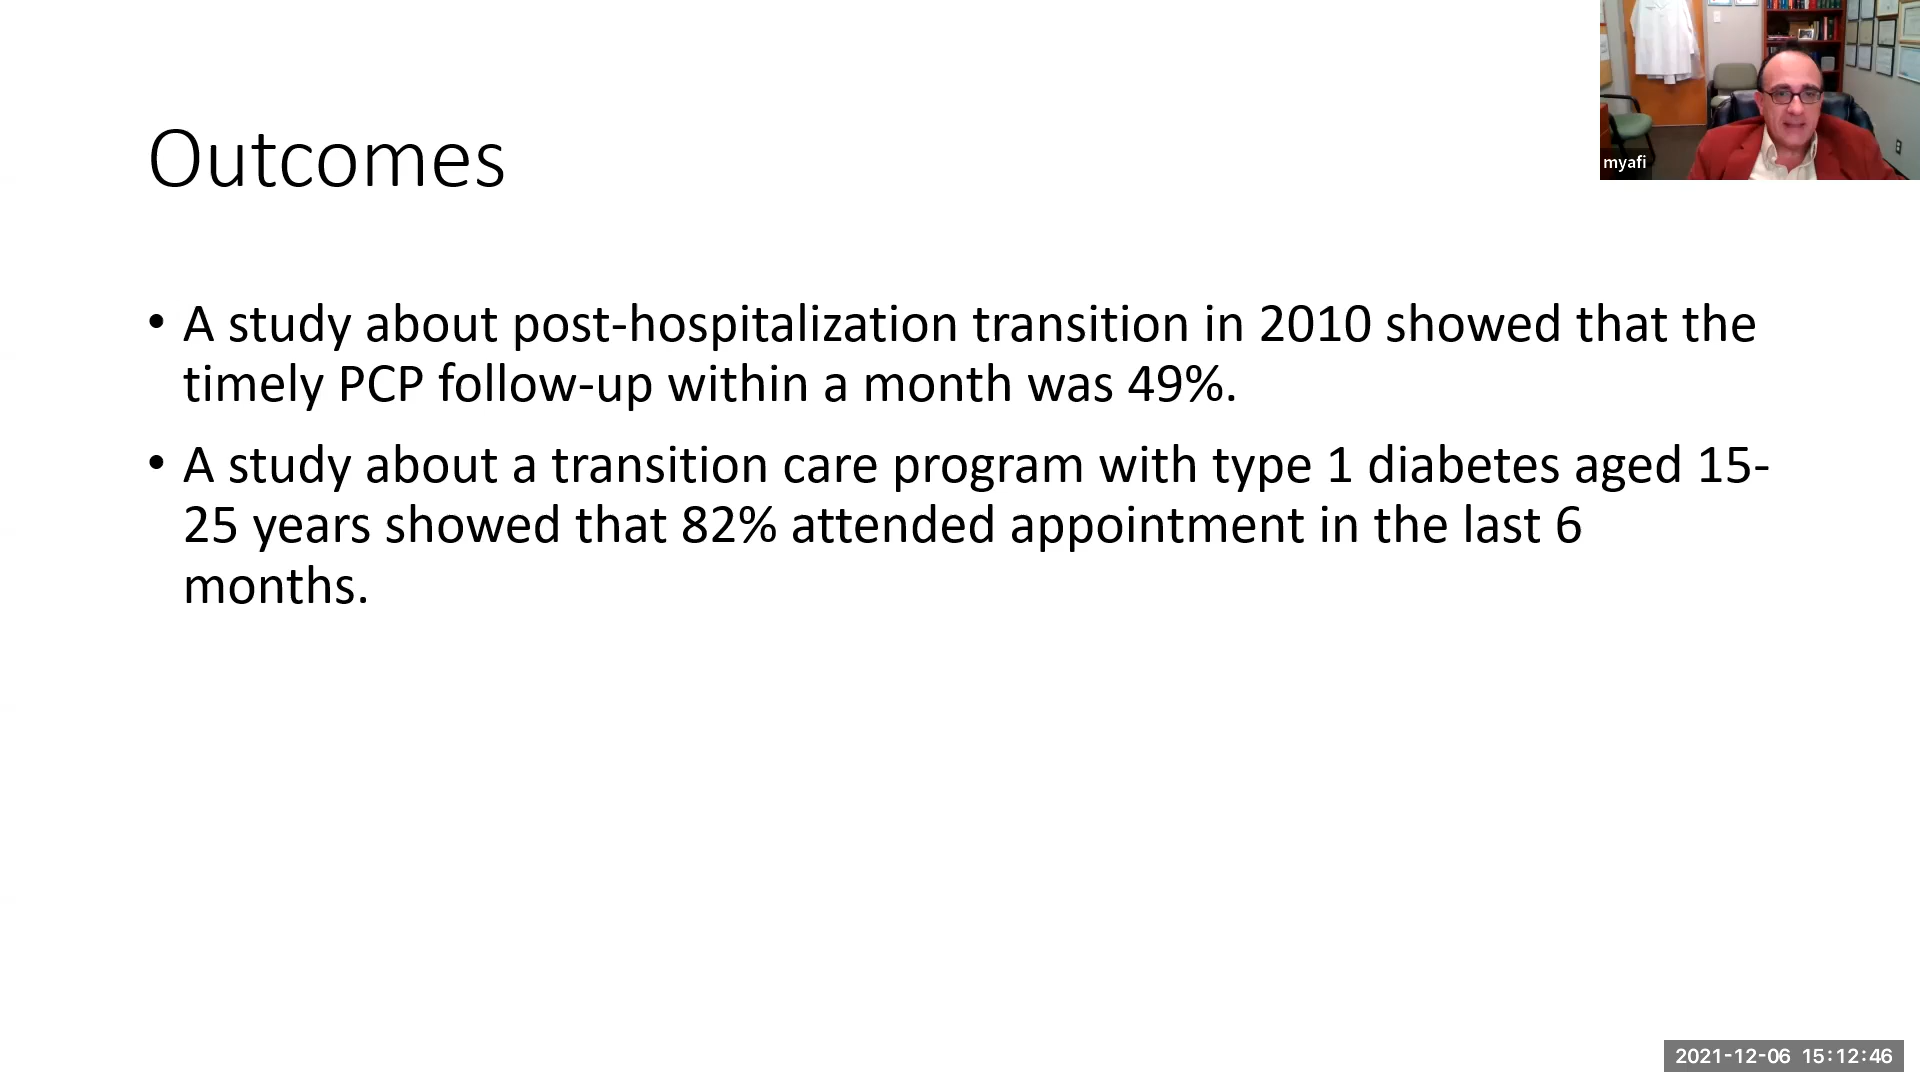 myafi
Outcomes
• A study about post-hospitalization transition in 2010 showed that the
timely PCP follow-up within a month was 49%.
• A study about a transition care program with type 1 diabetes aged 15-
25 years showed that 82% attended appointment in the last 6
months.
2021-12-06 15:12:46